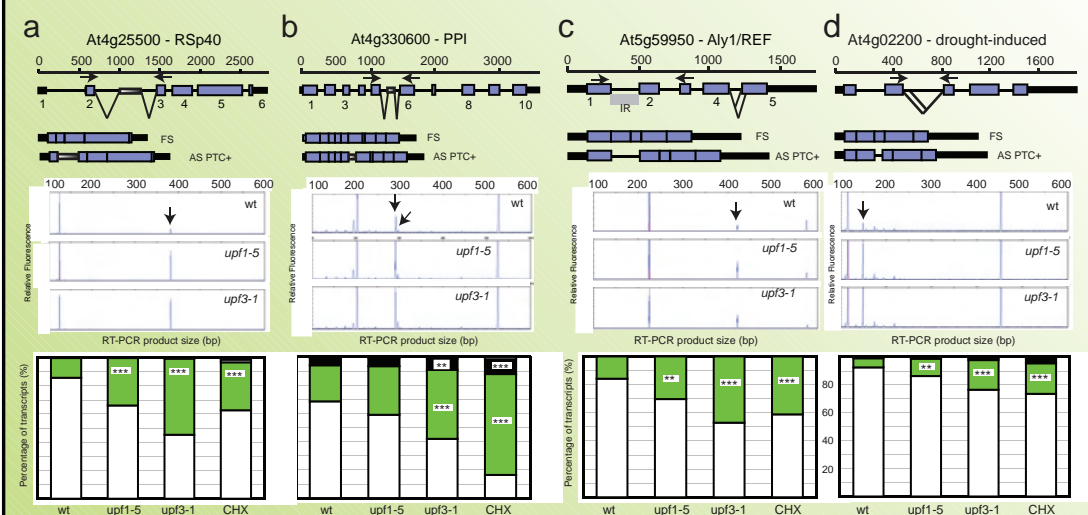 a
At4g25500 - RSp40
0 500 1000 1500 2000 2500
1 2 3 4 5 6
FS
AS PTC+
100 200 300 400 500 600
wt
upf1-5
upf3-1
Relative Fluorescence
RT-PCR product size (bp)
Percentage of transcripts (%)
*** *** ***
wt upf1-5 upf3-1 CHX
b
At4g330600 - PPI
0 1000 2000 3000
1 3 6 8 10
FS
AS PTC+
100 200 300 400 500 600
wt
upf1-5
upf3-1
Relative Fluorescence
RT-PCR product size (bp)
** ***
*** ***
wt upf1-5 upf3-1 CHX
c
At5g59950 - Aly1/REF
0 500 1000 1500
1 2 4 5
IR
FS
AS PTC+
100 200 300 400 500 600
wt
upf1-5
upf3-1
Relative Fluorescence
RT-PCR product size (bp)
Percentage of transcripts (%)
** *** ***
wt upf1-5 upf3-1 CHX
d
At4g02200 - drought-induced
0 400 800 1200 1600
FS
AS PTC+
100 200 300 400 500 600
wt
upf1-5
upf3-1
Relative Fluorescence
RT-PCR product size (bp)
80
60
40
20
** *** ***
wt upf1-5 upf3-1 CHX